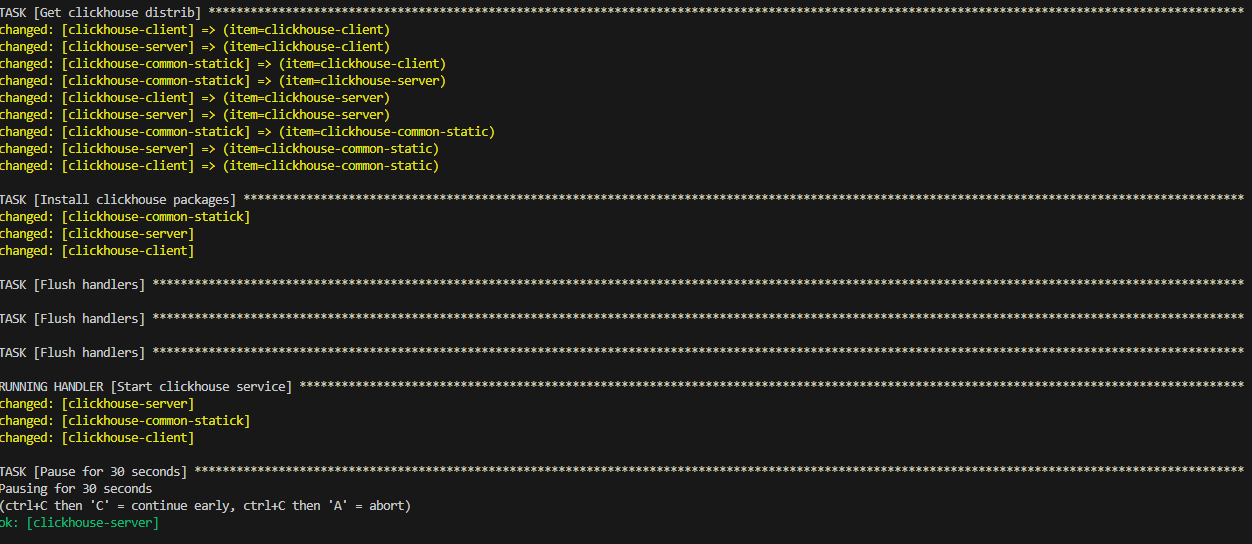 TASK [Get clickhouse distrib] ****************************************************************************************************************************************************
changed: [clickhouse-client] => (item=clickhouse-client)
changed: [clickhouse-server] => (item=clickhouse-client)
changed: [clickhouse-common-statick] => (item=clickhouse-client)
changed: [clickhouse-common-statick] => (item=clickhouse-server)
changed: [clickhouse-client] => (item=clickhouse-server)
changed: [clickhouse-server] => (item=clickhouse-server)
changed: [clickhouse-common-statick] => (item=clickhouse-common-static)
changed: [clickhouse-server] => (item=clickhouse-common-static)
changed: [clickhouse-client] => (item=clickhouse-common-static)
TASK [Install clickhouse packages] ***********************************************************************************************************************************************
changed: [clickhouse-common-statick]
changed: [clickhouse-server]
changed: [clickhouse-client]
TASK [Flush handlers] ************************************************************************************************************************************************************
TASK [Flush handlers] ************************************************************************************************************************************************************
TASK [Flush handlers] ************************************************************************************************************************************************************
RUNNING HANDLER [Start clickhouse service] ***************************************************************************************************************************************
changed: [clickhouse-server]
changed: [clickhouse-common-statick]
changed: [clickhouse-client]
TASK [Pause for 30 seconds] ******************************************************************************************************************************************************
Pausing for 30 seconds
(ctrl+C then 'C' = continue early, ctrl+C then 'A' = abort)
ok: [clickhouse-server]